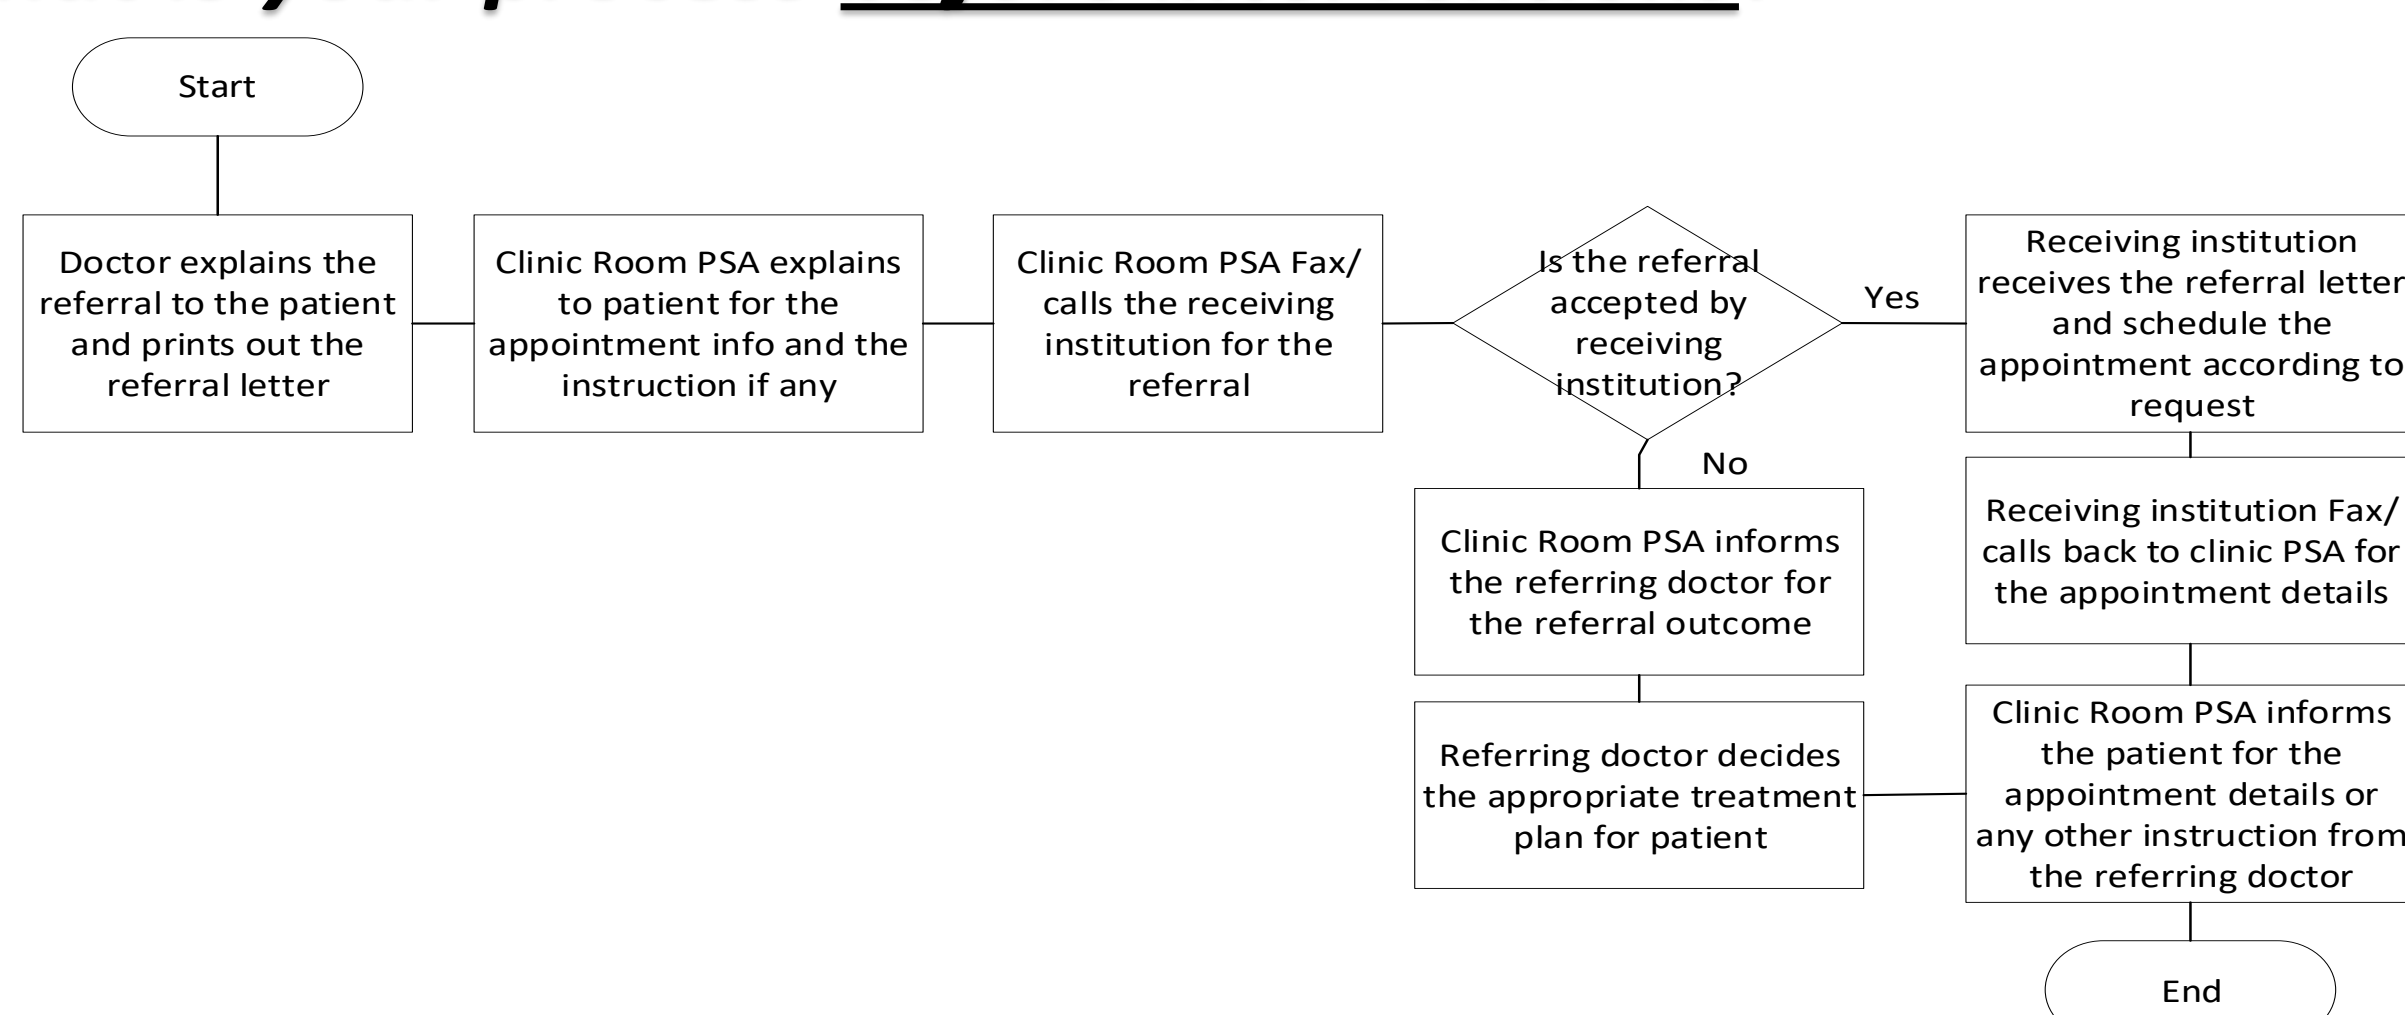 Start
Doctor explains the
referral to the patient
and prints out the
referral letter
Clinic Room PSA explains
to patient for the
appointment info and the
instruction if any
Clinic Room PSA Fax/
calls the receiving
institution for the
referral
Is the referral
accepted by
receiving
institution?
Yes
No
Receiving institution
receives the referral letter
and schedule the
appointment according to
request
Receiving institution Fax/
calls back to clinic PSA for
the appointment details
Clinic Room PSA informs
the referring doctor for
the referral outcome
Referring doctor decides
the appropriate treatment
plan for patient
Clinic Room PSA informs
the patient for the
appointment details or
any other instruction from
the referring doctor
End